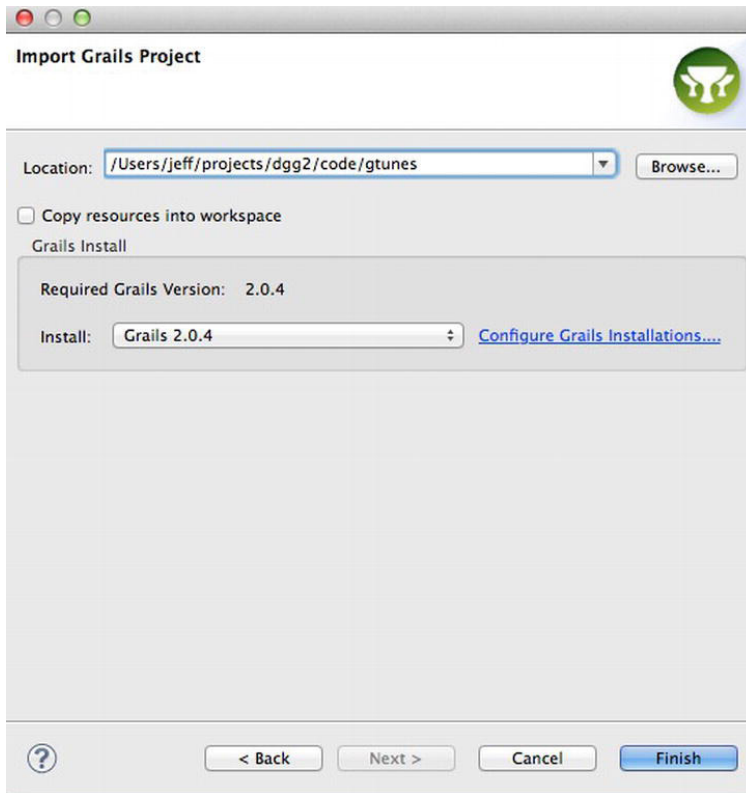 Import Grails Project
Location: /Users/jeff/projects/dgg2/code/gtunes Browse...
Copy resources into workspace
Grails Install
Required Grails Version: 2.0.4
Install: Grails 2.0.4 Configure Grails Installations....
? < Back Next > Cancel Finish